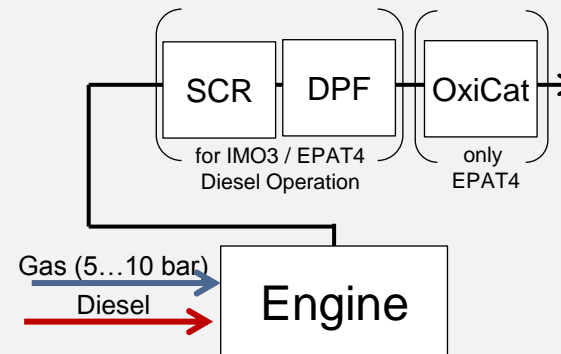 SCR
DPF
OxiCat
for IMO3 / EPAT4
Diesel Operation
only
EPAT4
Gas (5…10 bar)
Diesel
Engine